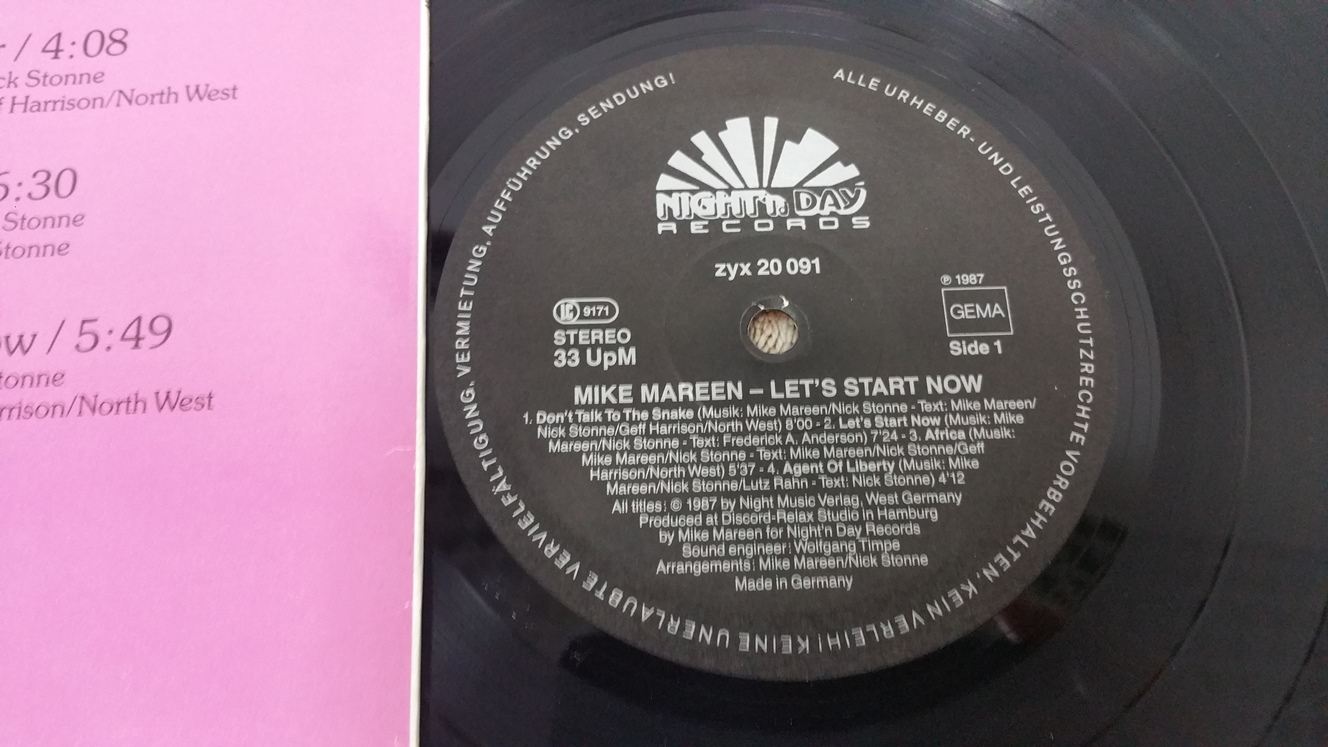 / 4:08
ck Stonne
f Harrison/North West
5:30
Stonne
Stonne
ow / 5:49
tonne
rrison/North West
ALLE URHEBER- UND LEISTUNGSSCHUTZRECHTE VORBEHALTEN, KEIN VERLEIH! KEINE UNERLAUBTE VERVIELFÄLTIGUNG, VERMIETUNG, AUFFÜHRUNG, SENDUNG!
NIGHT'n DAY
RECORDS
zyx 20 091
℗ 1987
LC 9171
GEMA
STEREO
Side 1
33 UpM
MIKE MAREEN – LET'S START NOW
1. Don't Talk To The Snake (Musik: Mike Mareen/Nick Stonne - Text: Mike Mareen/
Nick Stonne/Geff Harrison/North West) 8'00 - 2. Let's Start Now (Musik: Mike
Mareen/Nick Stonne - Text: Frederick A. Anderson) 7'24 - 3. Africa (Musik:
Mike Mareen/Nick Stonne - Text: Mike Mareen/Nick Stonne/Geff
Harrison/North West) 5'37 - 4. Agent Of Liberty (Musik: Mike
Mareen/Nick Stonne/Lutz Rahn - Text: Nick Stonne) 4'12
All titles: © 1987 by Night Music Verlag, West Germany
Produced at Discord-Relax Studio in Hamburg
by Mike Mareen for Night'n Day Records
Sound engineer: Wolfgang Timpe
Arrangements: Mike Mareen/Nick Stonne
Made in Germany